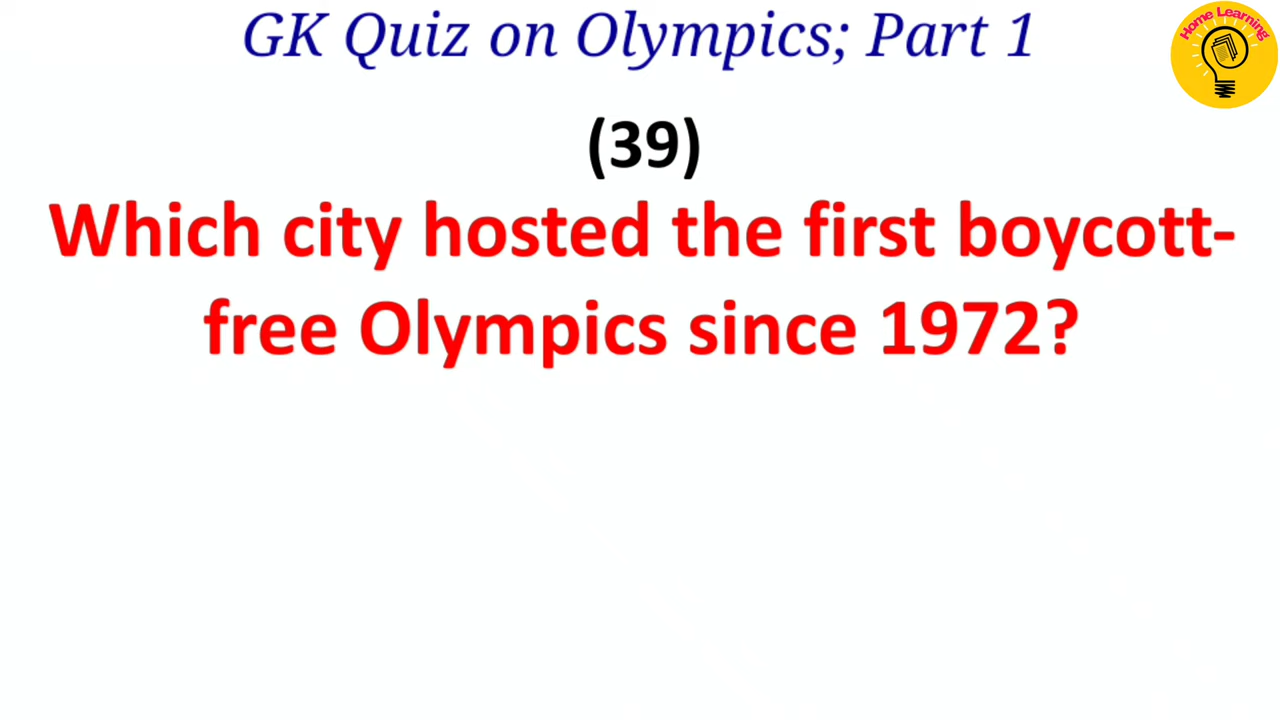 GK Quiz on Olympics; Part 1
Home Learning
(39)
Which city hosted the first boycott-
free Olympics since 1972?